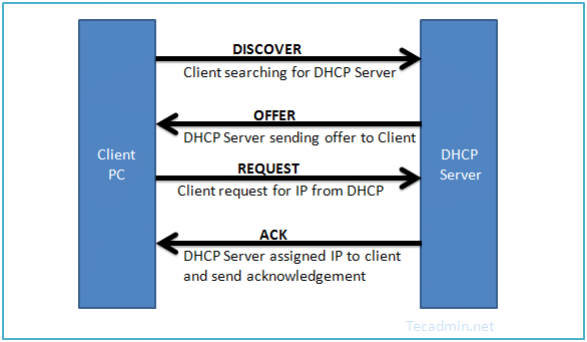 DISCOVER
Client searching for DHCP Server
OFFER
DHCP Server sending offer to Client
Client
PC
DHCP
Server
REQUEST
Client request for IP from DHCP
ACK
DHCP Server assigned IP to client
and send acknowledgement
Tecadmin.net